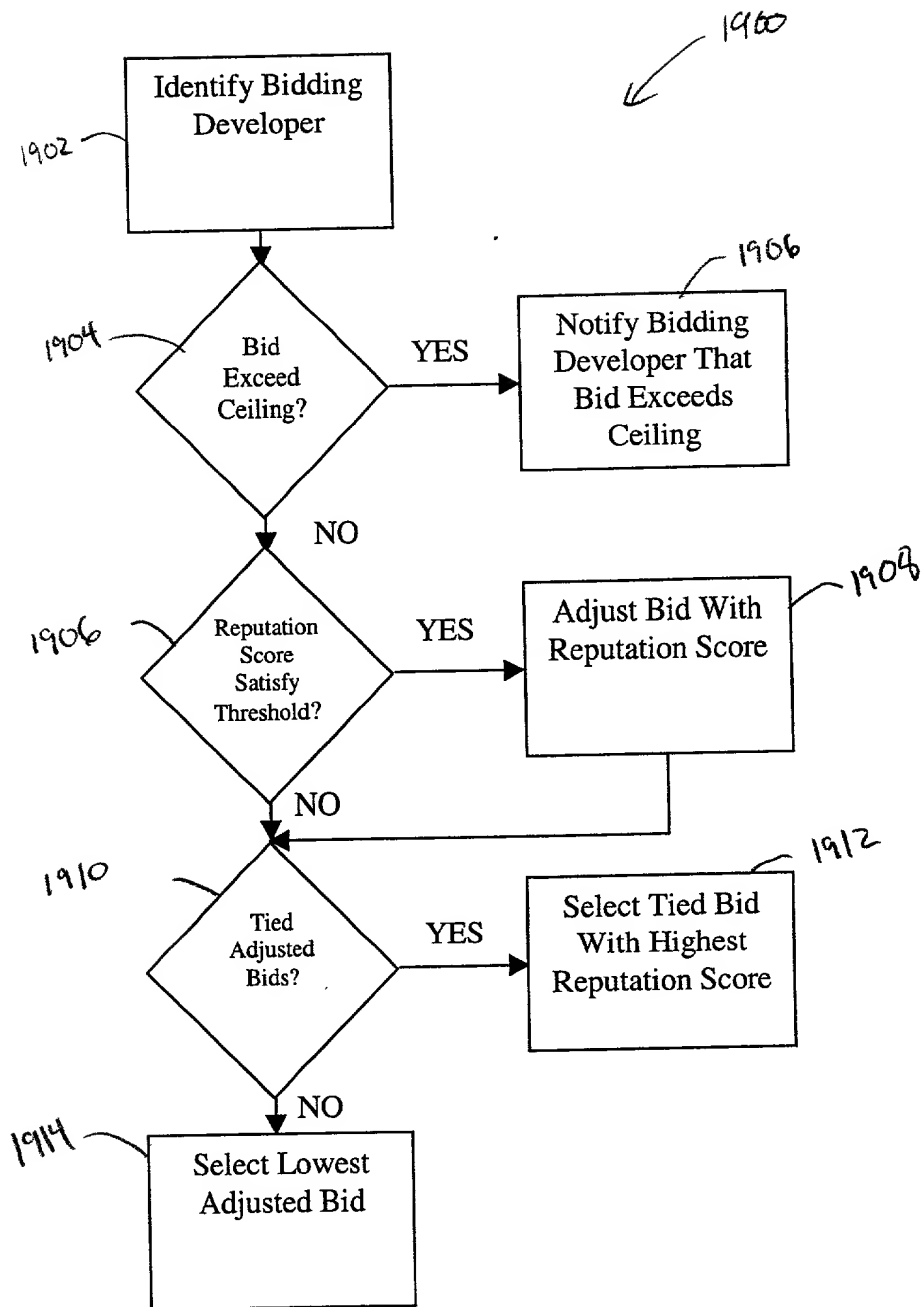 1900
Identify Bidding
Developer
1902
1906
1904
Bid
Exceed
Ceiling?
YES
Notify Bidding
Developer That
Bid Exceeds
Ceiling
NO
1906
Reputation
Score
Satisfy
Threshold?
YES
Adjust Bid With
Reputation Score
1908
NO
1910
Tied
Adjusted
Bids?
YES
Select Tied Bid
With Highest
Reputation Score
1912
NO
1914
Select Lowest
Adjusted Bid